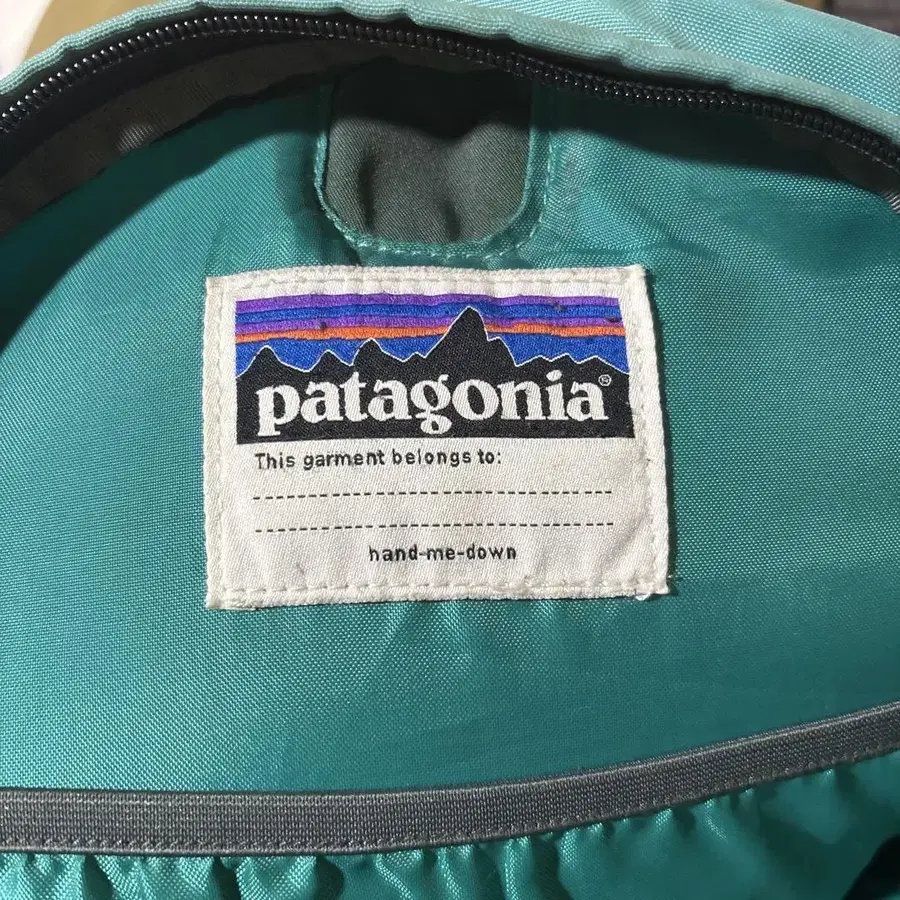 patagonia®
This garment belongs to:
hand-me-down